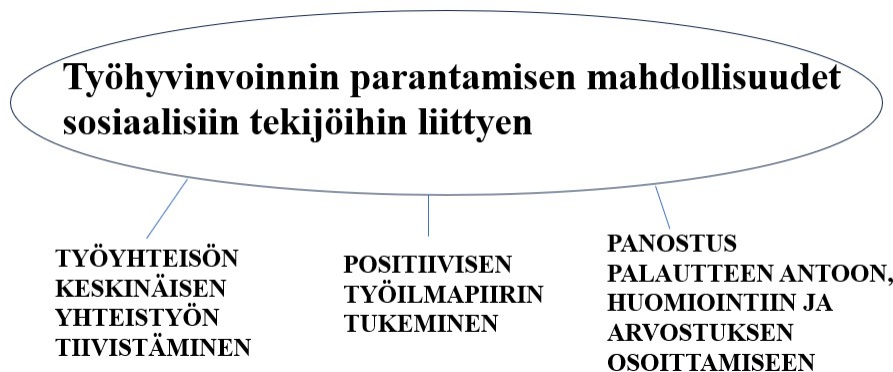 Työhyvinvoinnin parantamisen mahdollisuudet
sosiaalisiin tekijöihin liittyen
TYÖYHTEISÖN
KESKINÄISEN
YHTEISTYÖN
TIIVISTÄMINEN
POSITIIVISEN
TYÖILMAPIIRIN
TUKEMINEN
PANOSTUS
PALAUTTEEN ANTOON,
HUOMIOINTIIN JA
ARVOSTUKSEN
OSOITTAMISEEN